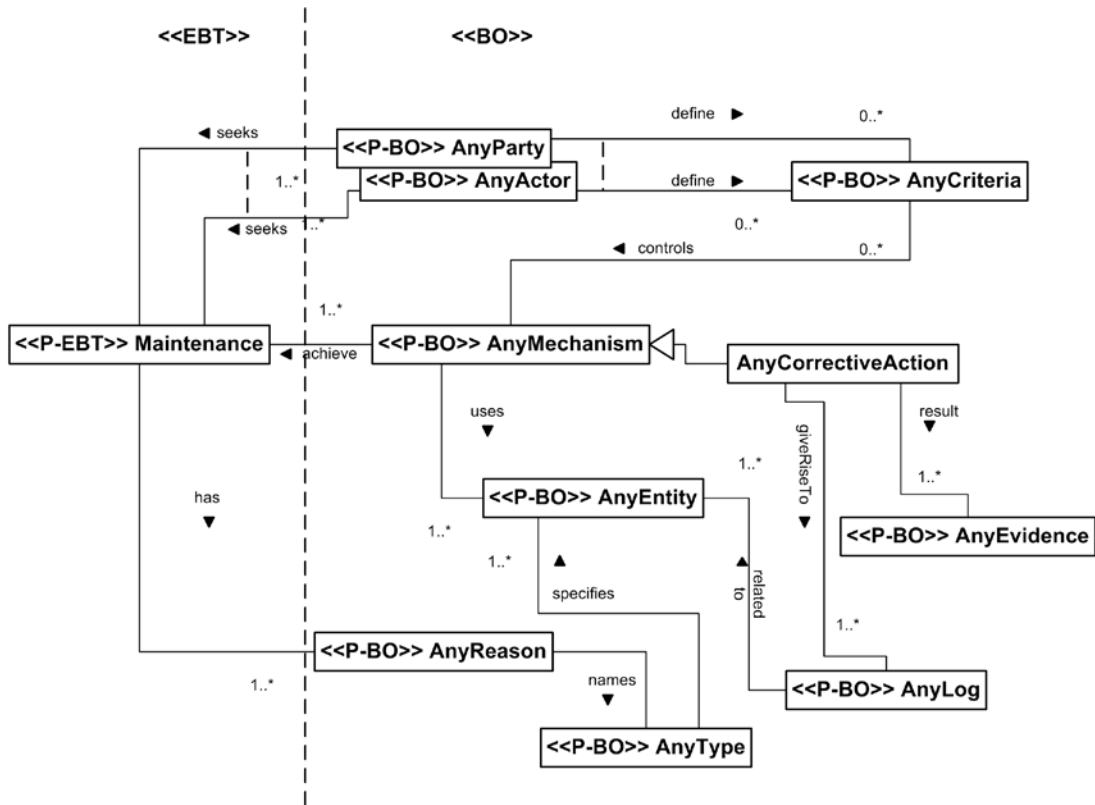 <<EBT>>
<<BO>>
◄ seeks
define ►
0..*
<<P-BO>> AnyParty
1..*
<<P-BO>> AnyActor
define ►
<<P-BO>> AnyCriteria
◄ seeks
1..*
0..*
◄ controls
0..*
1..*
<<P-EBT>> Maintenance
◄ achieve
<<P-BO>> AnyMechanism
AnyCorrectiveAction
uses
▼
result
▼
giveRiseTo
▼
1..*
1..*
has
▼
<<P-BO>> AnyEntity
1..*
<<P-BO>> AnyEvidence
1..*
▲
specifies
▲
related
to
1..*
<<P-BO>> AnyReason
1..*
names
▼
<<P-BO>> AnyLog
<<P-BO>> AnyType